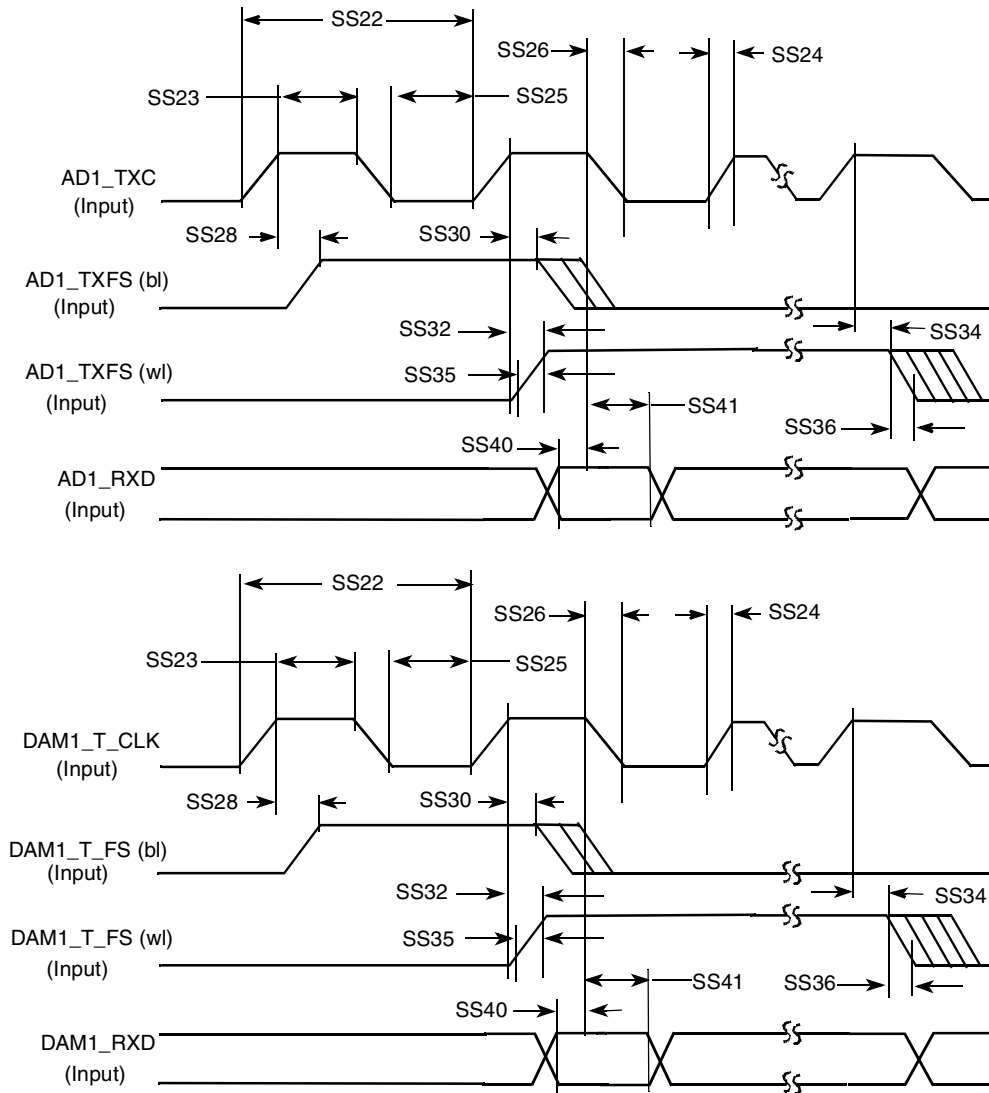 SS22
SS26
SS24
SS23
SS25
AD1_TXC
(Input)
SS28
SS30
AD1_TXFS (bl)
(Input)
SS32
SS34
SS35
AD1_TXFS (wl)
(Input)
SS41
SS36
SS40
AD1_RXD
(Input)
SS22
SS26
SS24
SS23
SS25
DAM1_T_CLK
(Input)
SS28
SS30
DAM1_T_FS (bl)
(Input)
SS32
SS34
SS35
DAM1_T_FS (wl)
(Input)
SS41
SS36
SS40
DAM1_RXD
(Input)